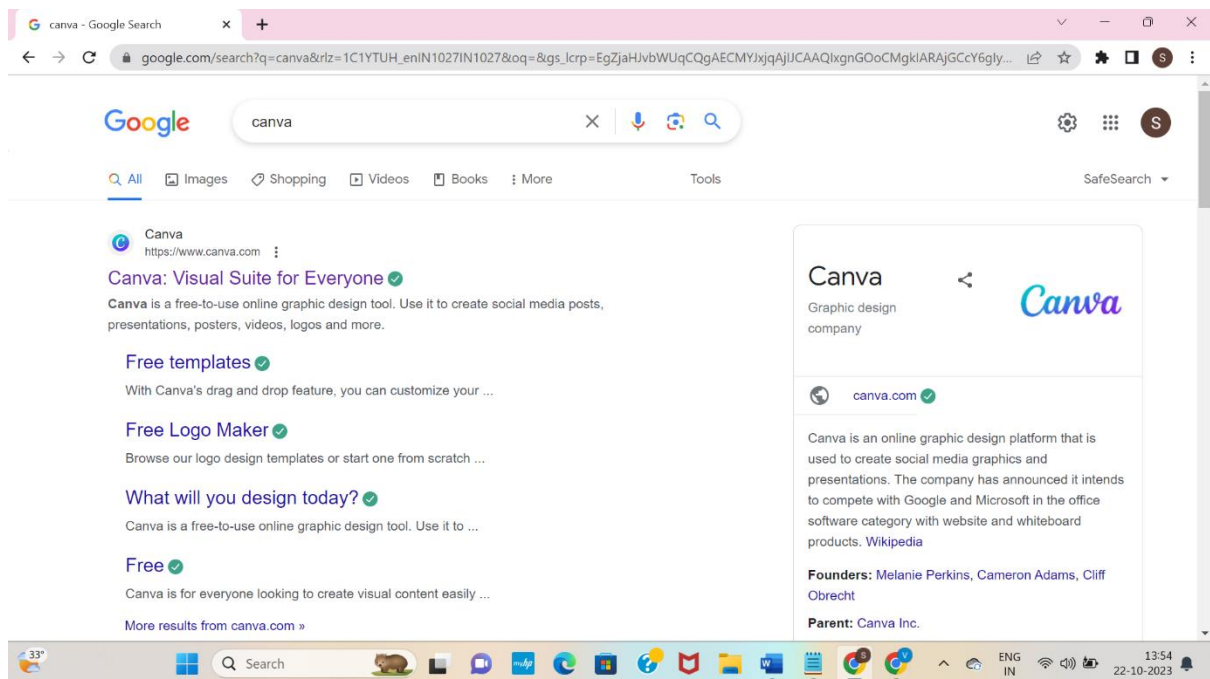 canva - Google Search
google.com/search?q=canva&rlz=1C1YTUH_enIN1027IN1027&oq=&gs_lcrp=EgZjaHJvbWUqCQgAECMYJxjqAjIJCAAQIxgnGOoCMgkIARAjGCcY6gIy...
S
Google
canva
S
All
Images
Shopping
Videos
Books
More
Tools
SafeSearch
Canva
https://www.canva.com
Canva: Visual Suite for Everyone
Canva is a free-to-use online graphic design tool. Use it to create social media posts,
presentations, posters, videos, logos and more.
Free templates
With Canva's drag and drop feature, you can customize your ...
Free Logo Maker
Browse our logo design templates or start one from scratch ...
What will you design today?
Canva is a free-to-use online graphic design tool. Use it to ...
Free
Canva is for everyone looking to create visual content easily ...
More results from canva.com »
Canva
Graphic design
company
Canva
canva.com
Canva is an online graphic design platform that is
used to create social media graphics and
presentations. The company has announced it intends
to compete with Google and Microsoft in the office
software category with website and whiteboard
products. Wikipedia
Founders: Melanie Perkins, Cameron Adams, Cliff
Obrecht
Parent: Canva Inc.
33°
Search
myhp
ENG
IN
13:54
22-10-2023